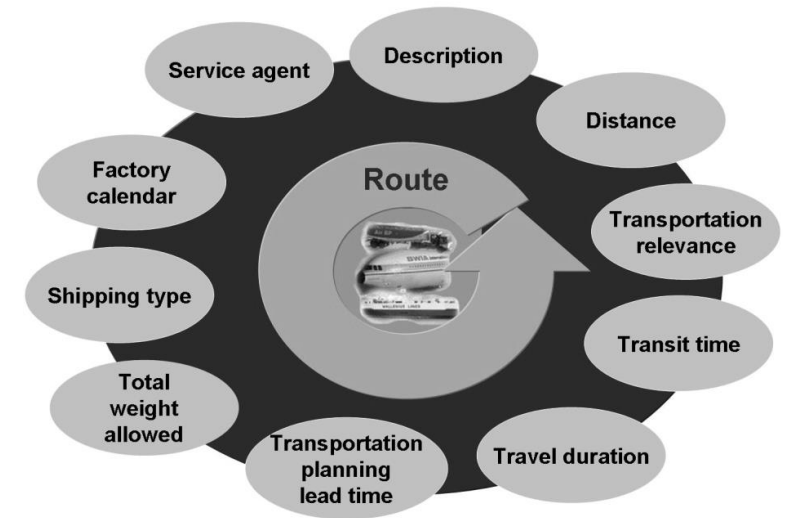 Description
Service agent
Distance
Factory
calendar
Route
Transportation
relevance
Shipping type
Transit time
Total
weight
allowed
Transportation
planning
lead time
Travel duration